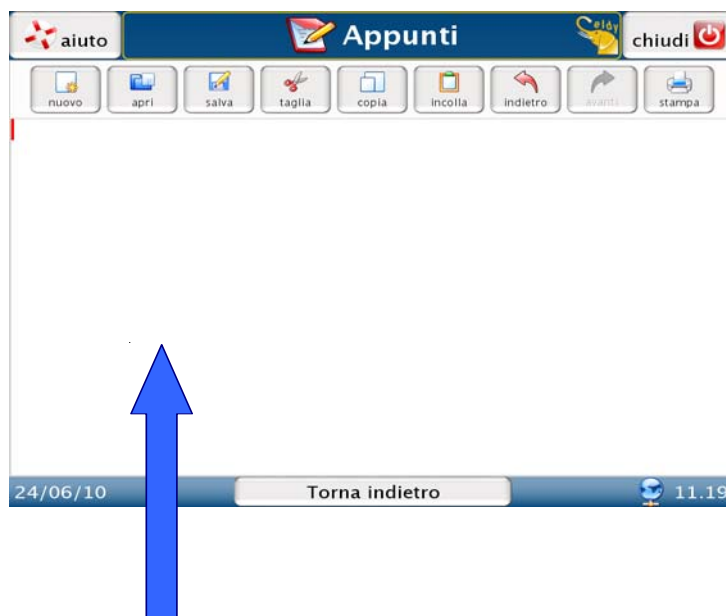 aiuto
Appunti
Celdy
chiudi
nuovo apri salva taglia copia incolla indietro avanti stampa
24/06/10
Torna indietro
11.19